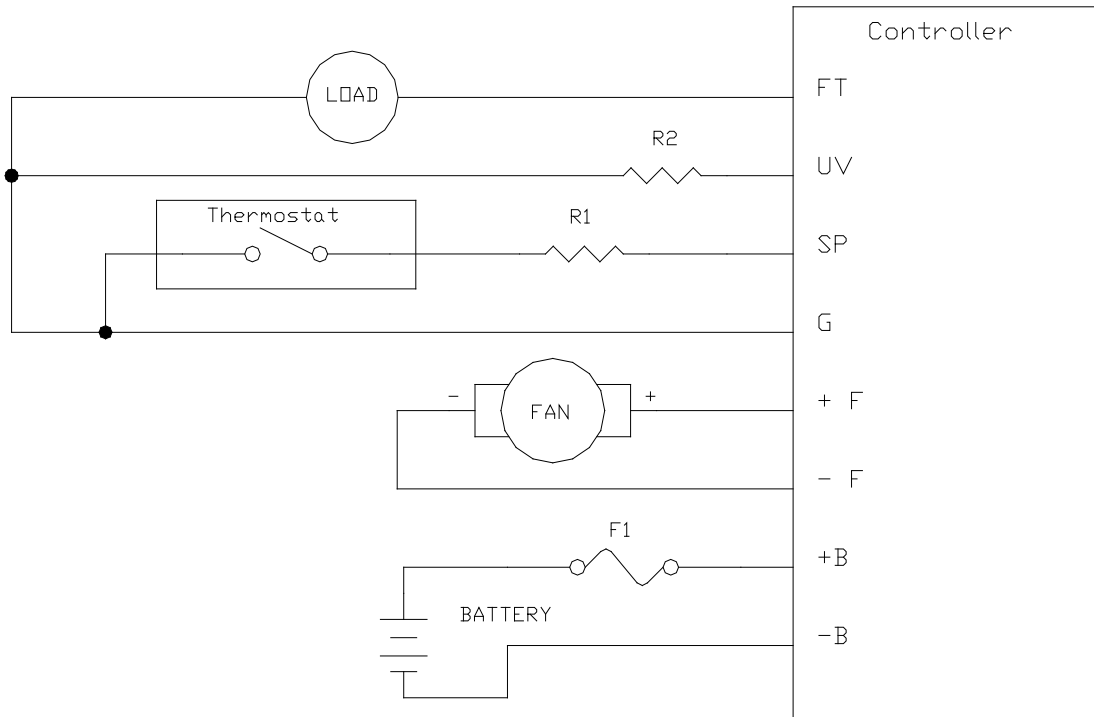 Controller
LOAD
FT
R2
UV
Thermostat
R1
SP
G
- FAN +
+ F
- F
F1
+B
BATTERY
-B